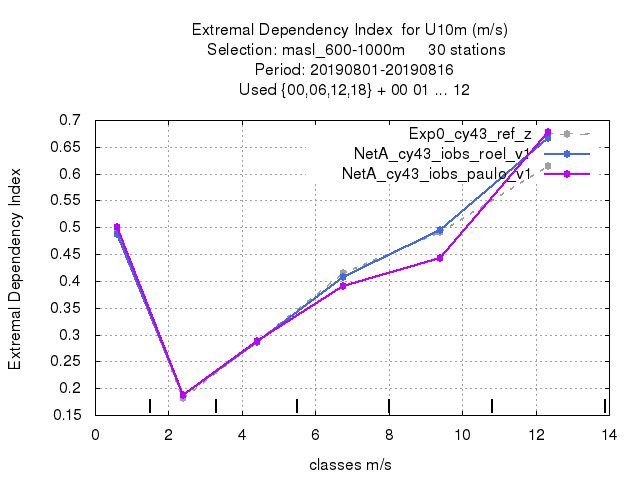 Extremal Dependency Index for U10m (m/s)
Selection: masl_600-1000m 30 stations
Period: 20190801-20190816
Used {00,06,12,18} + 00 01 ... 12
Exp0_cy43_ref_z
NetA_cy43_iobs_roel_v1
NetA_cy43_iobs_paulo_v1
Extremal Dependency Index
0.7
0.65
0.6
0.55
0.5
0.45
0.4
0.35
0.3
0.25
0.2
0.15
0 2 4 6 8 10 12 14
classes m/s